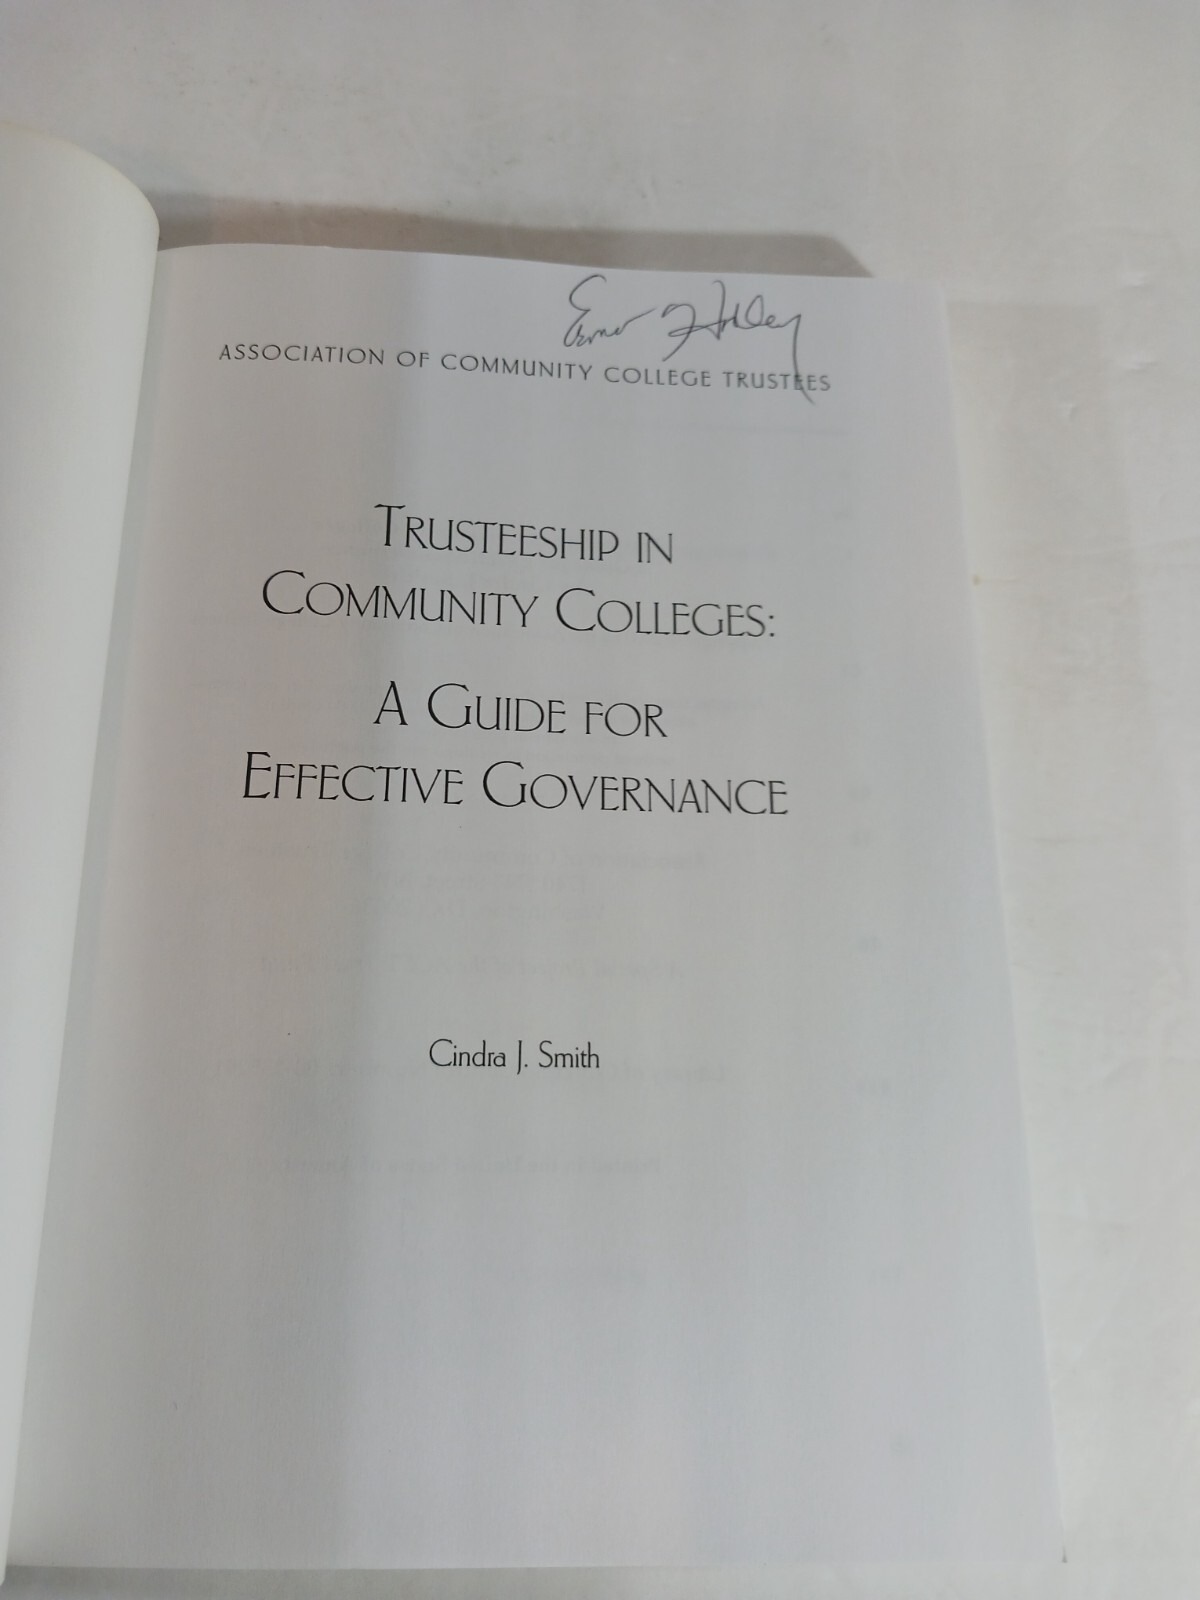 ASSOCIATION OF COMMUNITY COLLEGE TRUSTEES
TRUSTEESHIP IN
COMMUNITY COLLEGES:
A GUIDE FOR
EFFECTIVE GOVERNANCE
Cindra J. Smith